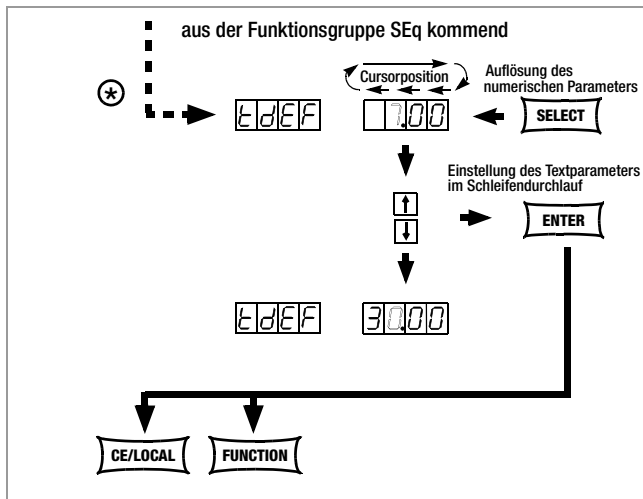 aus der Funktionsgruppe SEq kommend
Cursorposition
Auflösung des
numerischen Parameters
tdEF
1.00
SELECT
Einstellung des Textparameters
im Schleifendurchlauf
ENTER
tdEF
30.00
CE/LOCAL
FUNCTION